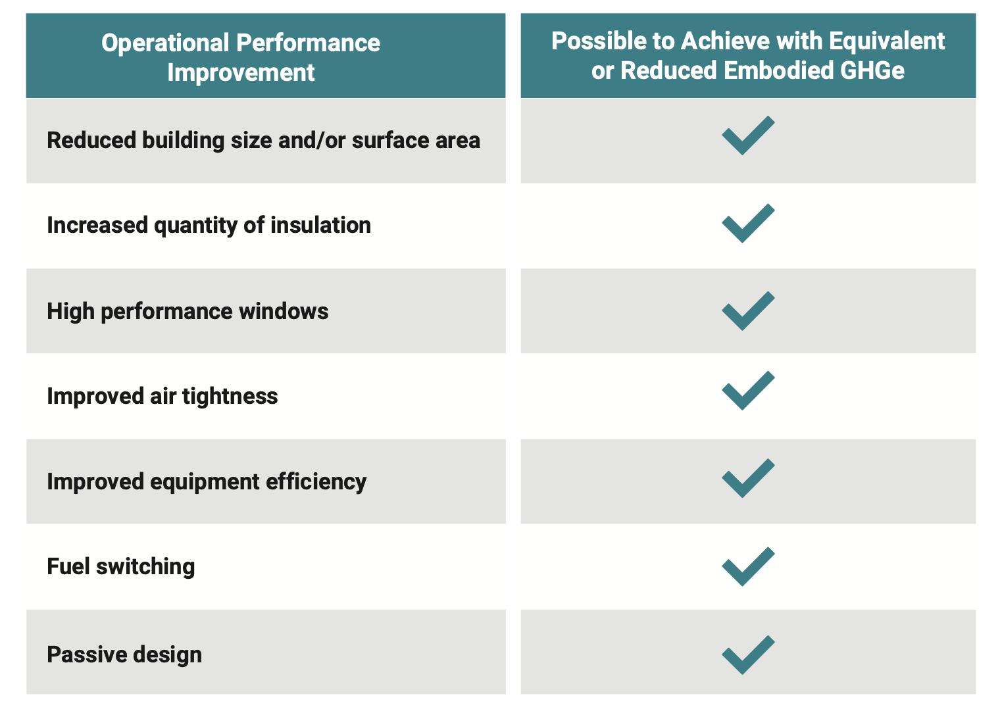 Operational Performance
Improvement
Possible to Achieve with Equivalent
or Reduced Embodied GHGe
Reduced building size and/or surface area
Increased quantity of insulation
High performance windows
Improved air tightness
Improved equipment efficiency
Fuel switching
Passive design